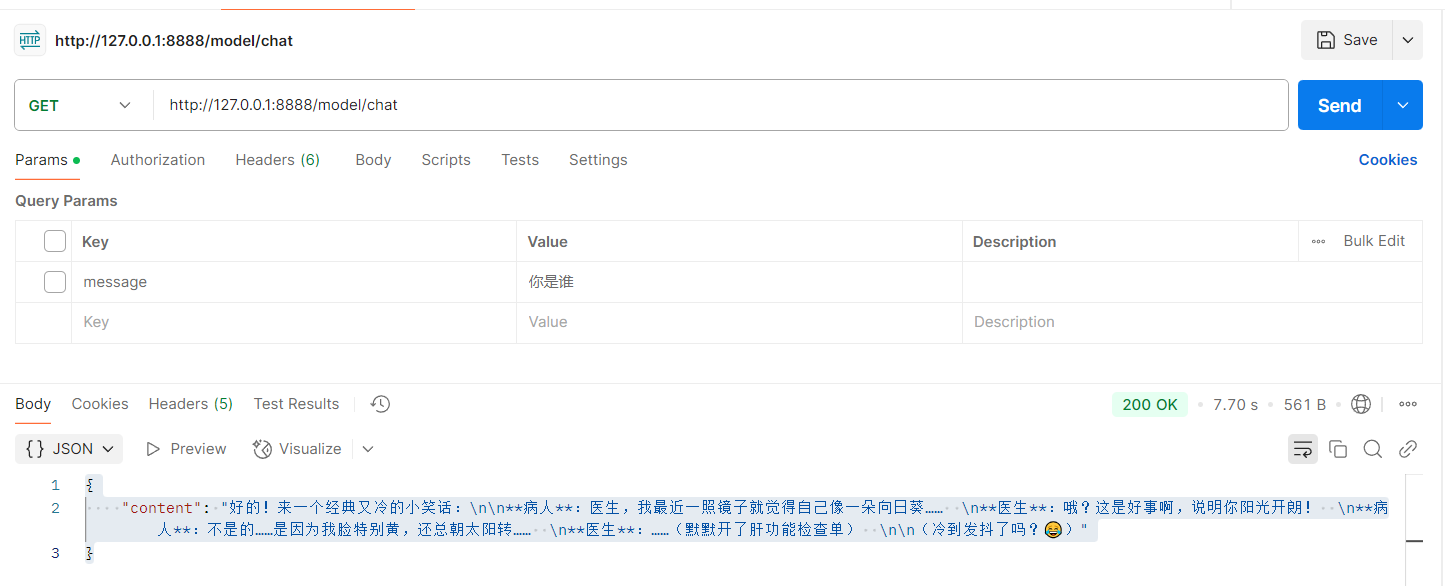 HTTP http://127.0.0.1:8888/model/chat Save
GET http://127.0.0.1:8888/model/chat Send
Params Authorization Headers (6) Body Scripts Tests Settings Cookies
Query Params
Key Value Description Bulk Edit
message 你是谁
Key Value Description
Body Cookies Headers (5) Test Results 200 OK 7.70 s 561 B
{} JSON Preview Visualize
1 {
2 "content": "好的！来一个经典又冷的小笑话：\n\n**病人**：医生，我最近一照镜子就觉得自己像一朵向日葵……  \n**医生**：哦？这是好事啊，说明你阳光开朗！  \n**病
人**：不是的……是因为我脸特别黄，还总朝太阳转……  \n**医生**：……（默默开了肝功能检查单）  \n\n（冷到发抖了吗？😂）"
3 }